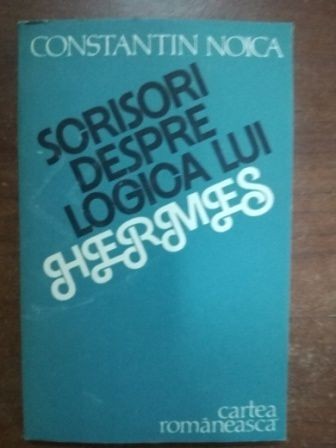 CONSTANTIN NOICA
SCRISORI
DESPRE
LOGICA LUI
HERMES
cartea
românească